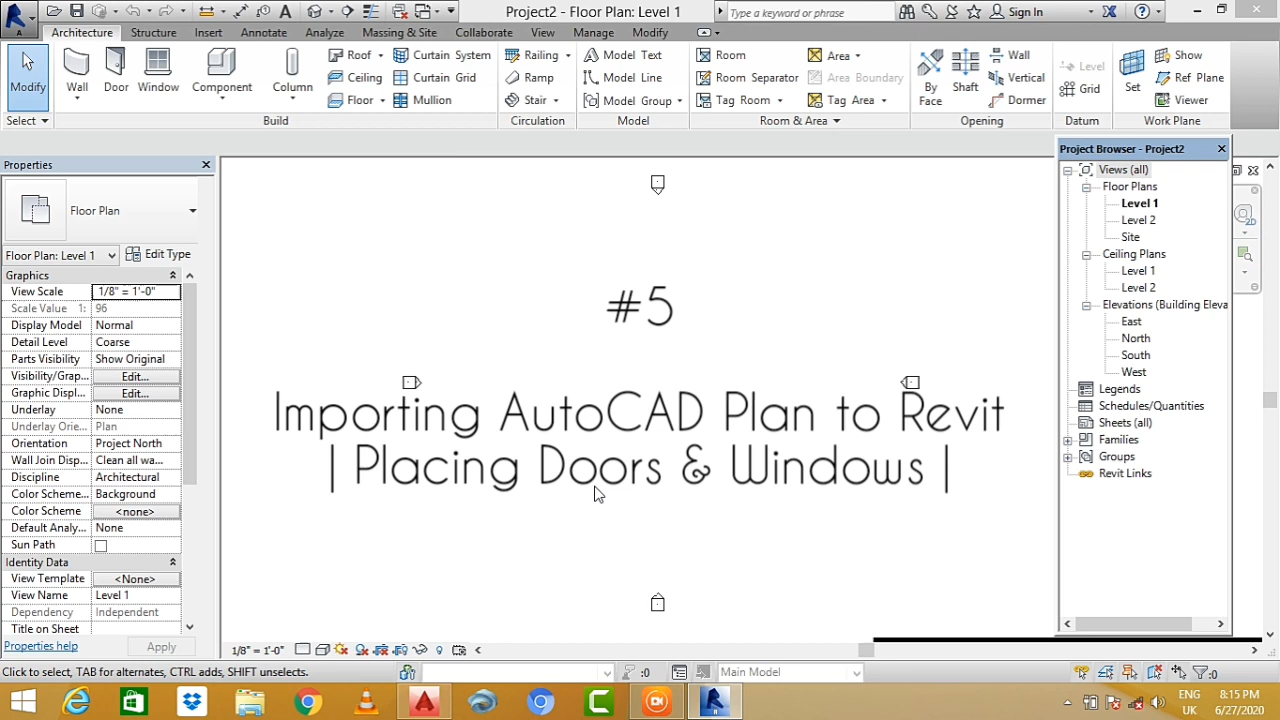 Project2 - Floor Plan: Level 1
Type a keyword or phrase
Sign In
Architecture Structure Insert Annotate Analyze Massing & Site Collaborate View Manage Modify
Modify
Wall
Door
Window
Component
Column
Roof
Ceiling
Floor
Curtain System
Curtain Grid
Mullion
Railing
Ramp
Stair
Model Text
Model Line
Model Group
Room
Room Separator
Tag Room
Area
Area Boundary
Tag Area
By Face
Shaft
Wall
Vertical
Dormer
Level
Grid
Set
Show
Ref Plane
Viewer
Select Build Circulation Model Room & Area Opening Datum Work Plane
Properties
Floor Plan
Floor Plan: Level 1 Edit Type
Graphics
View Scale 1/8" = 1'-0"
Scale Value 1: 96
Display Model Normal
Detail Level Coarse
Parts Visibility Show Original
Visibility/Grap... Edit...
Graphic Displ... Edit...
Underlay None
Underlay Orie... Plan
Orientation Project North
Wall Join Displ... Clean all wa...
Discipline Architectural
Color Scheme... Background
Color Scheme <none>
Default Analy... None
Sun Path
Identity Data
View Template <None>
View Name Level 1
Dependency Independent
Title on Sheet
Properties help Apply
#5
Importing AutoCAD Plan to Revit
| Placing Doors & Windows |
Project Browser - Project2
Views (all)
Floor Plans
Level 1
Level 2
Site
Ceiling Plans
Level 1
Level 2
Elevations (Building Eleva
East
North
South
West
Legends
Schedules/Quantities
Sheets (all)
Families
Groups
Revit Links
2D
1/8" = 1'-0"
Click to select, TAB for alternates, CTRL adds, SHIFT unselects.
:0
Main Model
:0
ENG
UK
8:15 PM
6/27/2020